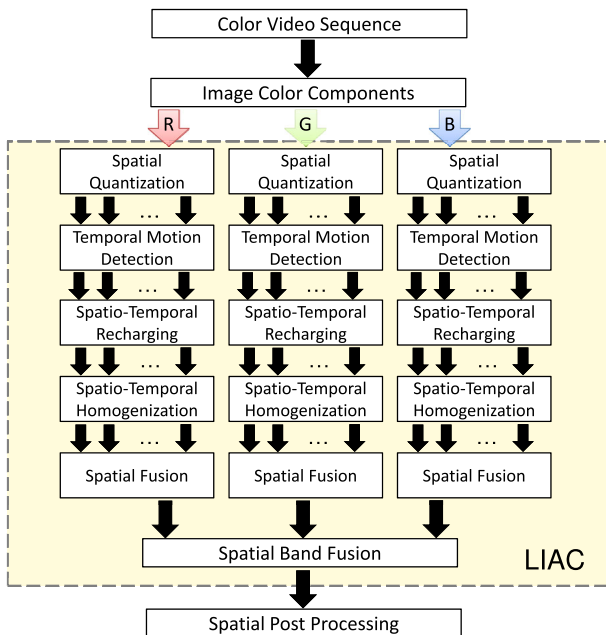 Color Video Sequence
Image Color Components
R G B
Spatial Quantization Spatial Quantization Spatial Quantization
... ... ...
Temporal Motion Detection Temporal Motion Detection Temporal Motion Detection
... ... ...
Spatio-Temporal Recharging Spatio-Temporal Recharging Spatio-Temporal Recharging
... ... ...
Spatio-Temporal Homogenization Spatio-Temporal Homogenization Spatio-Temporal Homogenization
... ... ...
Spatial Fusion Spatial Fusion Spatial Fusion
Spatial Band Fusion
LIAC
Spatial Post Processing